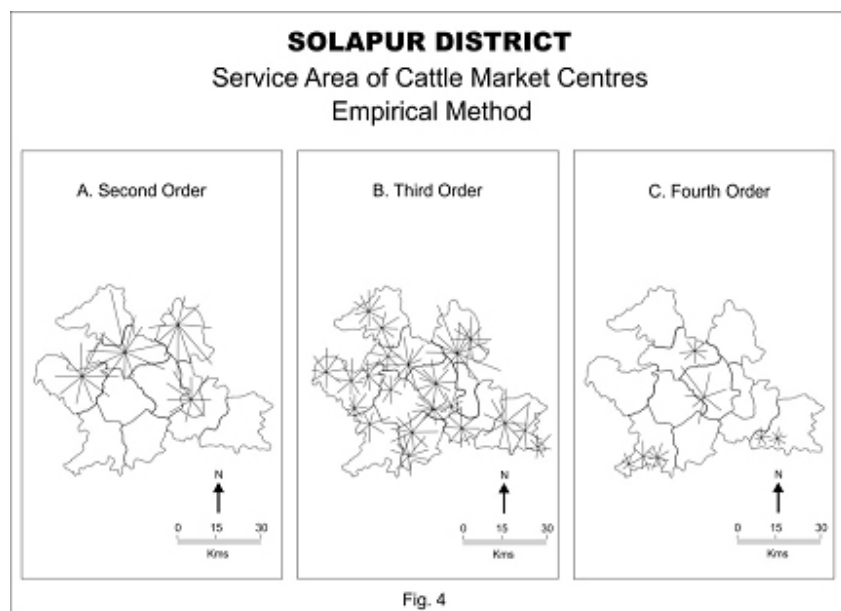 SOLAPUR DISTRICT
Service Area of Cattle Market Centres
Empirical Method
A. Second Order
B. Third Order
C. Fourth Order
N
N
N
0 15 30
0 15 30
0 15 30
Kms
Kms
Kms
Fig. 4